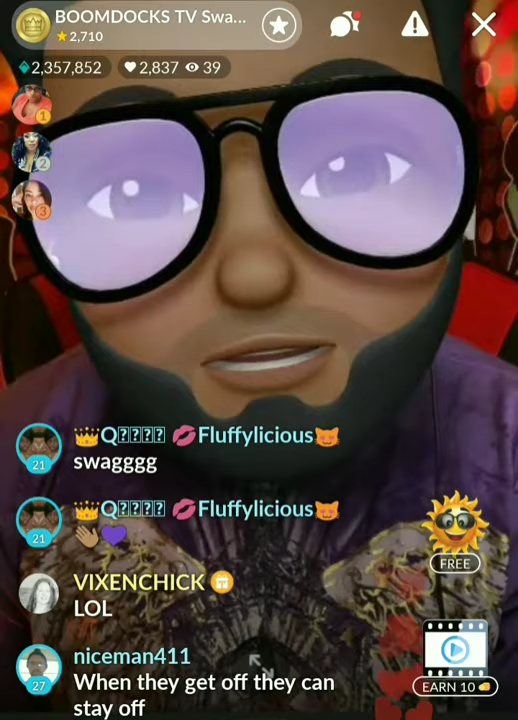 BOOMDOCKS TV Swa...
2,710
2,357,852 2,837 39
1
2
3
Q Fluffylicious
21
swagggg
Q Fluffylicious
21
VIXENCHICK
LOL
FREE
niceman411
27
When they get off they can
stay off
EARN 10